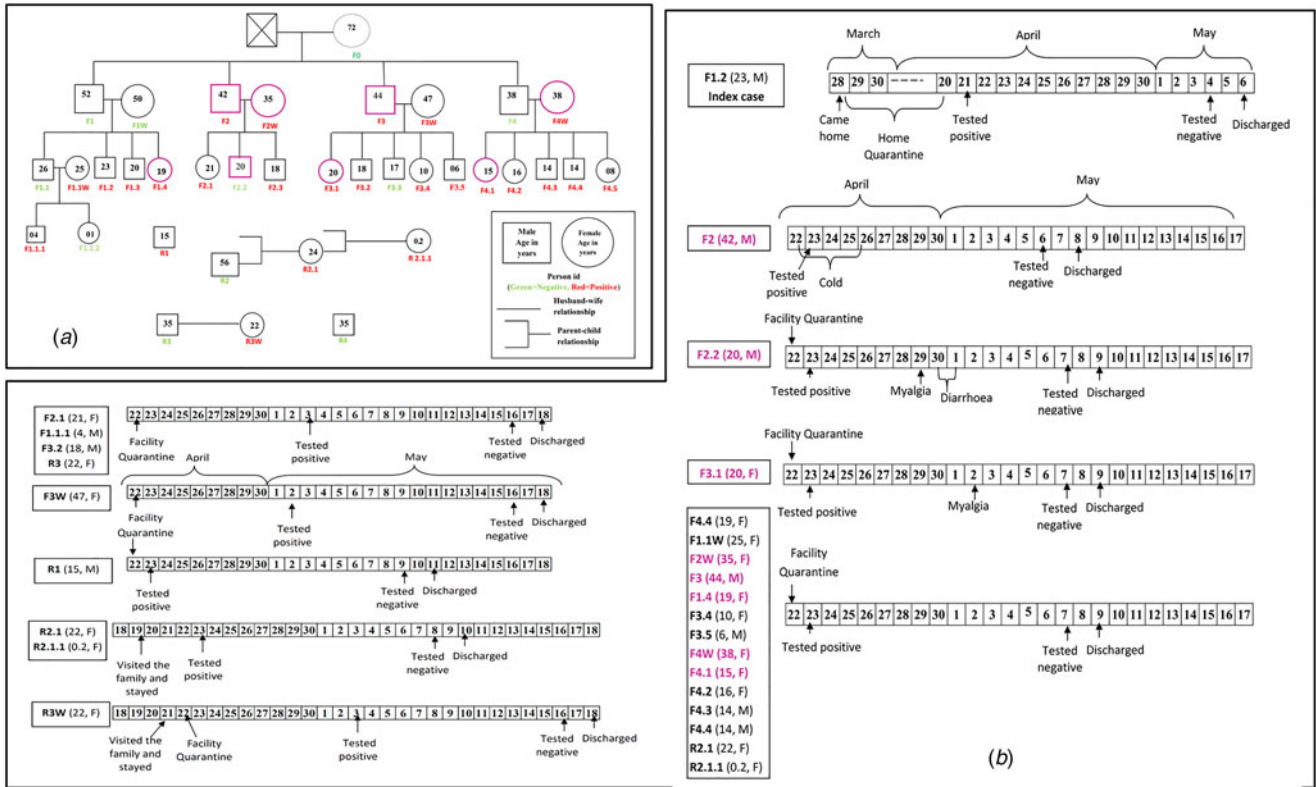 72
F0
52
50
42
35
44
47
38
38
F1
F1W
F2
F2W
F3
F3W
F4
F4W
26
25
23
20
19
21
20
18
20
18
17
10
06
15
16
14
14
08
F1.1
F1.1W
F1.2
F1.3
F1.4
F2.1
F2.2
F2.3
F3.1
F3.2
F3.3
F3.4
F3.5
F4.1
F4.2
F4.3
F4.4
F4.5
04
01
F1.1.1
F1.1.2
15
R1
56
R2
24
R2.1
02
R 2.1.1
35
R3
22
R3W
35
R4
(a)
Male
Age in
years
Female
Age in
years
Person id
(Green=Negative, Red=Positive)
Husband-wife
relationship
Parent-child
relationship
F2.1 (21, F)
F1.1.1 (4, M)
F3.2 (18, M)
R3 (22, F)
22 23 24 25 26 27 28 29 30 1 2 3 4 5 6 7 8 9 10 11 12 13 14 15 16 17 18
Facility
Quarantine
Tested
positive
Tested
negative
Discharged
April
May
F3W (47, F)
22 23 24 25 26 27 28 29 30 1 2 3 4 5 6 7 8 9 10 11 12 13 14 15 16 17 18
Facility
Quarantine
Tested
positive
Tested
negative
Discharged
R1 (15, M)
22 23 24 25 26 27 28 29 30 1 2 3 4 5 6 7 8 9 10 11 12 13 14 15 16 17 18
Tested
positive
Tested
negative
Discharged
R2.1 (22, F)
R2.1.1 (0.2, F)
18 19 20 21 22 23 24 25 26 27 28 29 30 1 2 3 4 5 6 7 8 9 10 11 12 13 14 15 16 17 18
Visited the
family and
stayed
Tested
positive
Tested
negative
Discharged
R3W (22, F)
18 19 20 21 22 23 24 25 26 27 28 29 30 1 2 3 4 5 6 7 8 9 10 11 12 13 14 15 16 17 18
Visited the
family and
stayed
Facility
Quarantine
Tested
positive
Tested
negative
Discharged
March
April
May
F1.2 (23, M)
Index case
28 29 30 ---- 20 21 22 23 24 25 26 27 28 29 30 1 2 3 4 5 6
Came
home
Home
Quarantine
Tested
positive
Tested
negative
Discharged
April
May
F2 (42, M)
22 23 24 25 26 27 28 29 30 1 2 3 4 5 6 7 8 9 10 11 12 13 14 15 16 17
Tested
positive
Cold
Tested
negative
Discharged
Facility Quarantine
F2.2 (20, M)
22 23 24 25 26 27 28 29 30 1 2 3 4 5 6 7 8 9 10 11 12 13 14 15 16 17
Tested positive
Myalgia
Diarrhoea
Tested
negative
Discharged
Facility Quarantine
F3.1 (20, F)
22 23 24 25 26 27 28 29 30 1 2 3 4 5 6 7 8 9 10 11 12 13 14 15 16 17
Tested positive
Myalgia
Tested
negative
Discharged
F4.4 (19, F)
F1.1W (25, F)
F2W (35, F)
F3 (44, M)
F1.4 (19, F)
F3.4 (10, F)
F3.5 (6, M)
F4W (38, F)
F4.1 (15, F)
F4.2 (16, F)
F4.3 (14, M)
F4.4 (14, M)
R2.1 (22, F)
R2.1.1 (0.2, F)
Facility
Quarantine
22 23 24 25 26 27 28 29 30 1 2 3 4 5 6 7 8 9 10 11 12 13 14 15 16 17
Tested positive
Tested
negative
Discharged
(b)